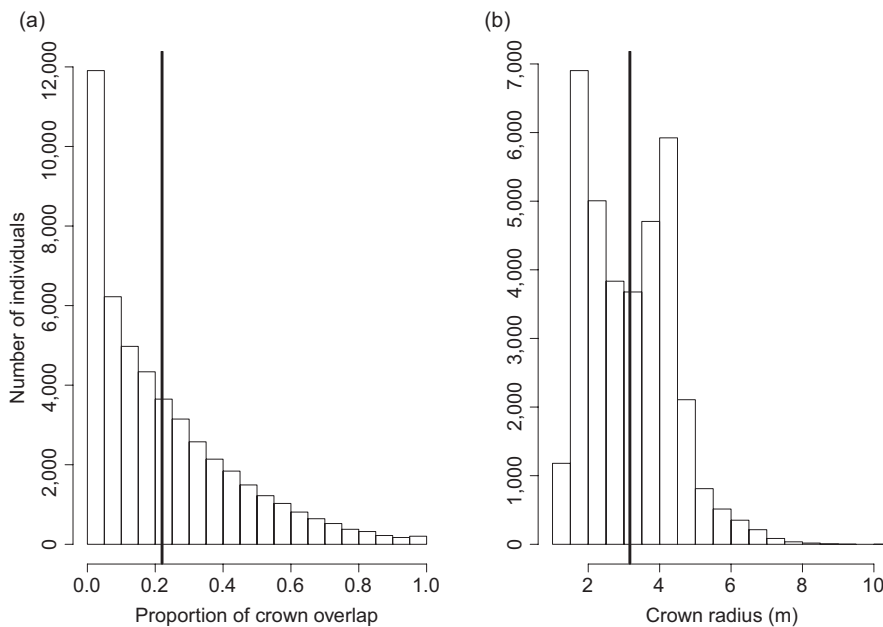 (a)
Number of individuals
12,000
10,000
8,000
6,000
4,000
2,000
0
0.0 0.2 0.4 0.6 0.8 1.0
Proportion of crown overlap
(b)
7,000
6,000
5,000
4,000
3,000
2,000
1,000
0
2 4 6 8 10
Crown radius (m)